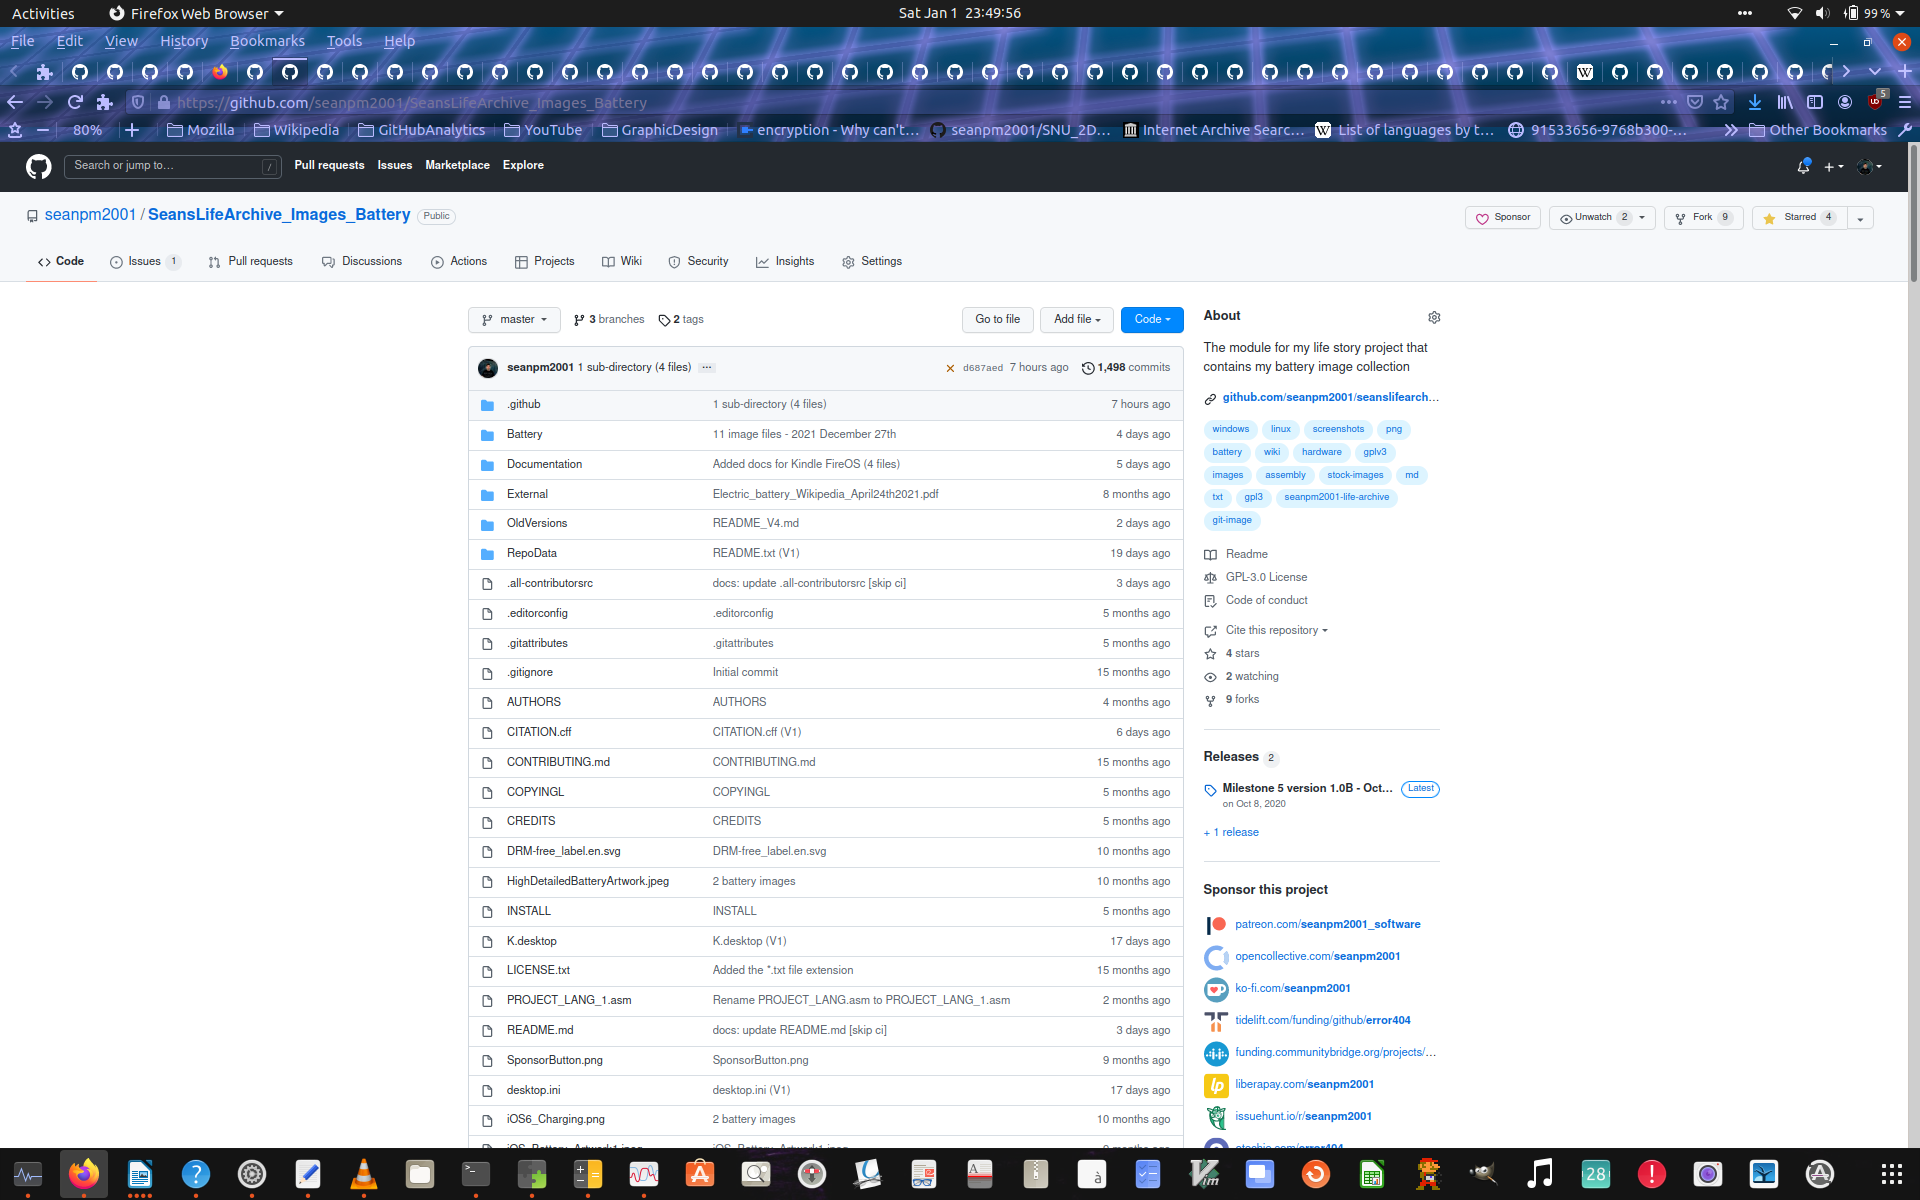 Activities Firefox Web Browser Sat Jan 1 23:49:56 99 %
File Edit View History Bookmarks Tools Help
https://github.com/seanpm2001/SeansLifeArchive_Images_Battery 5
80% Mozilla Wikipedia GitHubAnalytics YouTube GraphicDesign encryption - Why can't... seanpm2001/SNU_2D... Internet Archive Searc... List of languages by t... 91533656-9768b300-... Other Bookmarks
Search or jump to... / Pull requests Issues Marketplace Explore
seanpm2001 / SeansLifeArchive_Images_Battery Public Sponsor Unwatch 2 Fork 9 Starred 4
Code Issues 1 Pull requests Discussions Actions Projects Wiki Security Insights Settings
master 3 branches 2 tags Go to file Add file Code
seanpm2001 1 sub-directory (4 files) ... d687aed 7 hours ago 1,498 commits
.github 1 sub-directory (4 files) 7 hours ago
Battery 11 image files - 2021 December 27th 4 days ago
Documentation Added docs for Kindle FireOS (4 files) 5 days ago
External Electric_battery_Wikipedia_April24th2021.pdf 8 months ago
OldVersions README_V4.md 2 days ago
RepoData README.txt (V1) 19 days ago
.all-contributorsrc docs: update .all-contributorsrc [skip ci] 3 days ago
.editorconfig .editorconfig 5 months ago
.gitattributes .gitattributes 5 months ago
.gitignore Initial commit 15 months ago
AUTHORS AUTHORS 4 months ago
CITATION.cff CITATION.cff (V1) 6 days ago
CONTRIBUTING.md CONTRIBUTING.md 15 months ago
COPYINGL COPYINGL 5 months ago
CREDITS CREDITS 5 months ago
DRM-free_label.en.svg DRM-free_label.en.svg 10 months ago
HighDetailedBatteryArtwork.jpeg 2 battery images 10 months ago
INSTALL INSTALL 5 months ago
K.desktop K.desktop (V1) 17 days ago
LICENSE.txt Added the *.txt file extension 15 months ago
PROJECT_LANG_1.asm Rename PROJECT_LANG.asm to PROJECT_LANG_1.asm 2 months ago
README.md docs: update README.md [skip ci] 3 days ago
SponsorButton.png SponsorButton.png 9 months ago
desktop.ini desktop.ini (V1) 17 days ago
iOS6_Charging.png 2 battery images 10 months ago
About
The module for my life story project that
contains my battery image collection
github.com/seanpm2001/seanslifearch...
windows linux screenshots png
battery wiki hardware gplv3
images assembly stock-images md
txt gpl3 seanpm2001-life-archive
git-image
Readme
GPL-3.0 License
Code of conduct
Cite this repository
4 stars
2 watching
9 forks
Releases 2
Milestone 5 version 1.0B - Oct... Latest
on Oct 8, 2020
+ 1 release
Sponsor this project
patreon.com/seanpm2001_software
opencollective.com/seanpm2001
ko-fi.com/seanpm2001
tidelift.com/funding/github/error404
funding.communitybridge.org/projects/...
liberapay.com/seanpm2001
issuehunt.io/r/seanpm2001
28